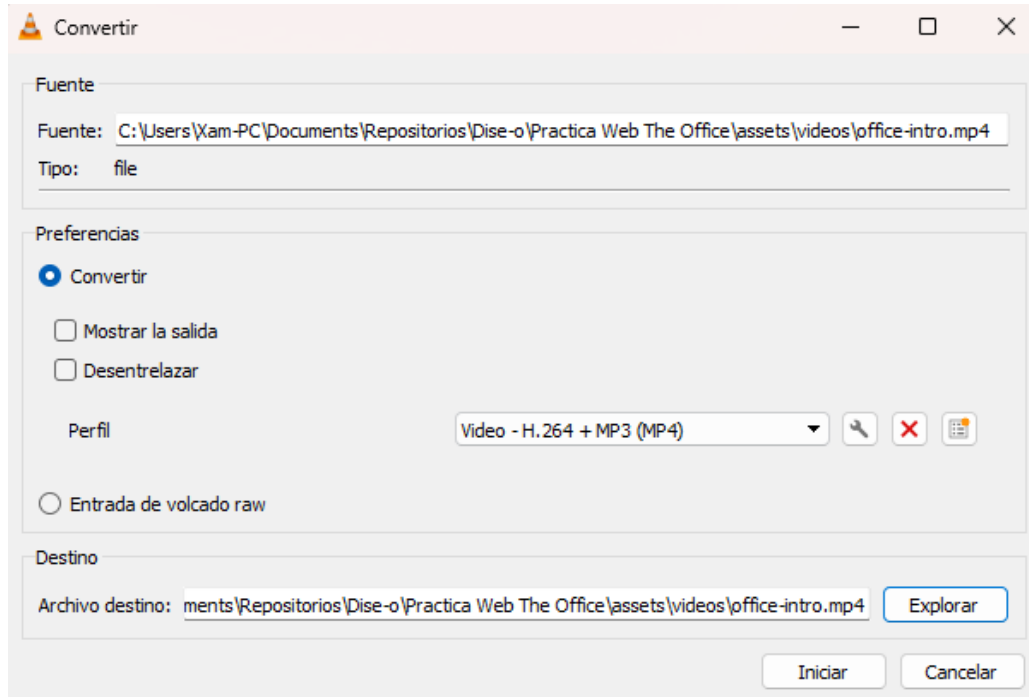 Convertir
Fuente
Fuente: C:\Users\Xam-PC\Documents\Repositorios\Dise-o\Practica Web The Office\assets\videos\office-intro.mp4
Tipo: file
Preferencias
Convertir
Mostrar la salida
Desentrelazar
Perfil Video - H.264 + MP3 (MP4)
Entrada de volcado raw
Destino
Archivo destino: ments\Repositorios\Dise-o\Practica Web The Office\assets\videos\office-intro.mp4 Explorar
Iniciar Cancelar